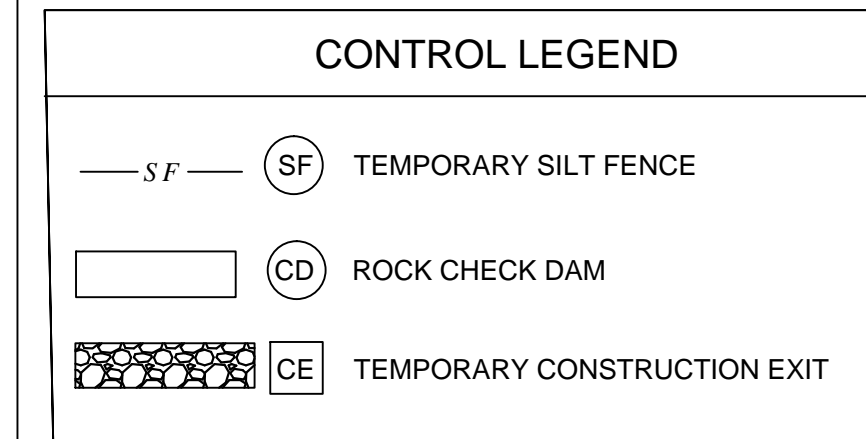 CONTROL LEGEND
SF SF TEMPORARY SILT FENCE
CD ROCK CHECK DAM
CE TEMPORARY CONSTRUCTION EXIT